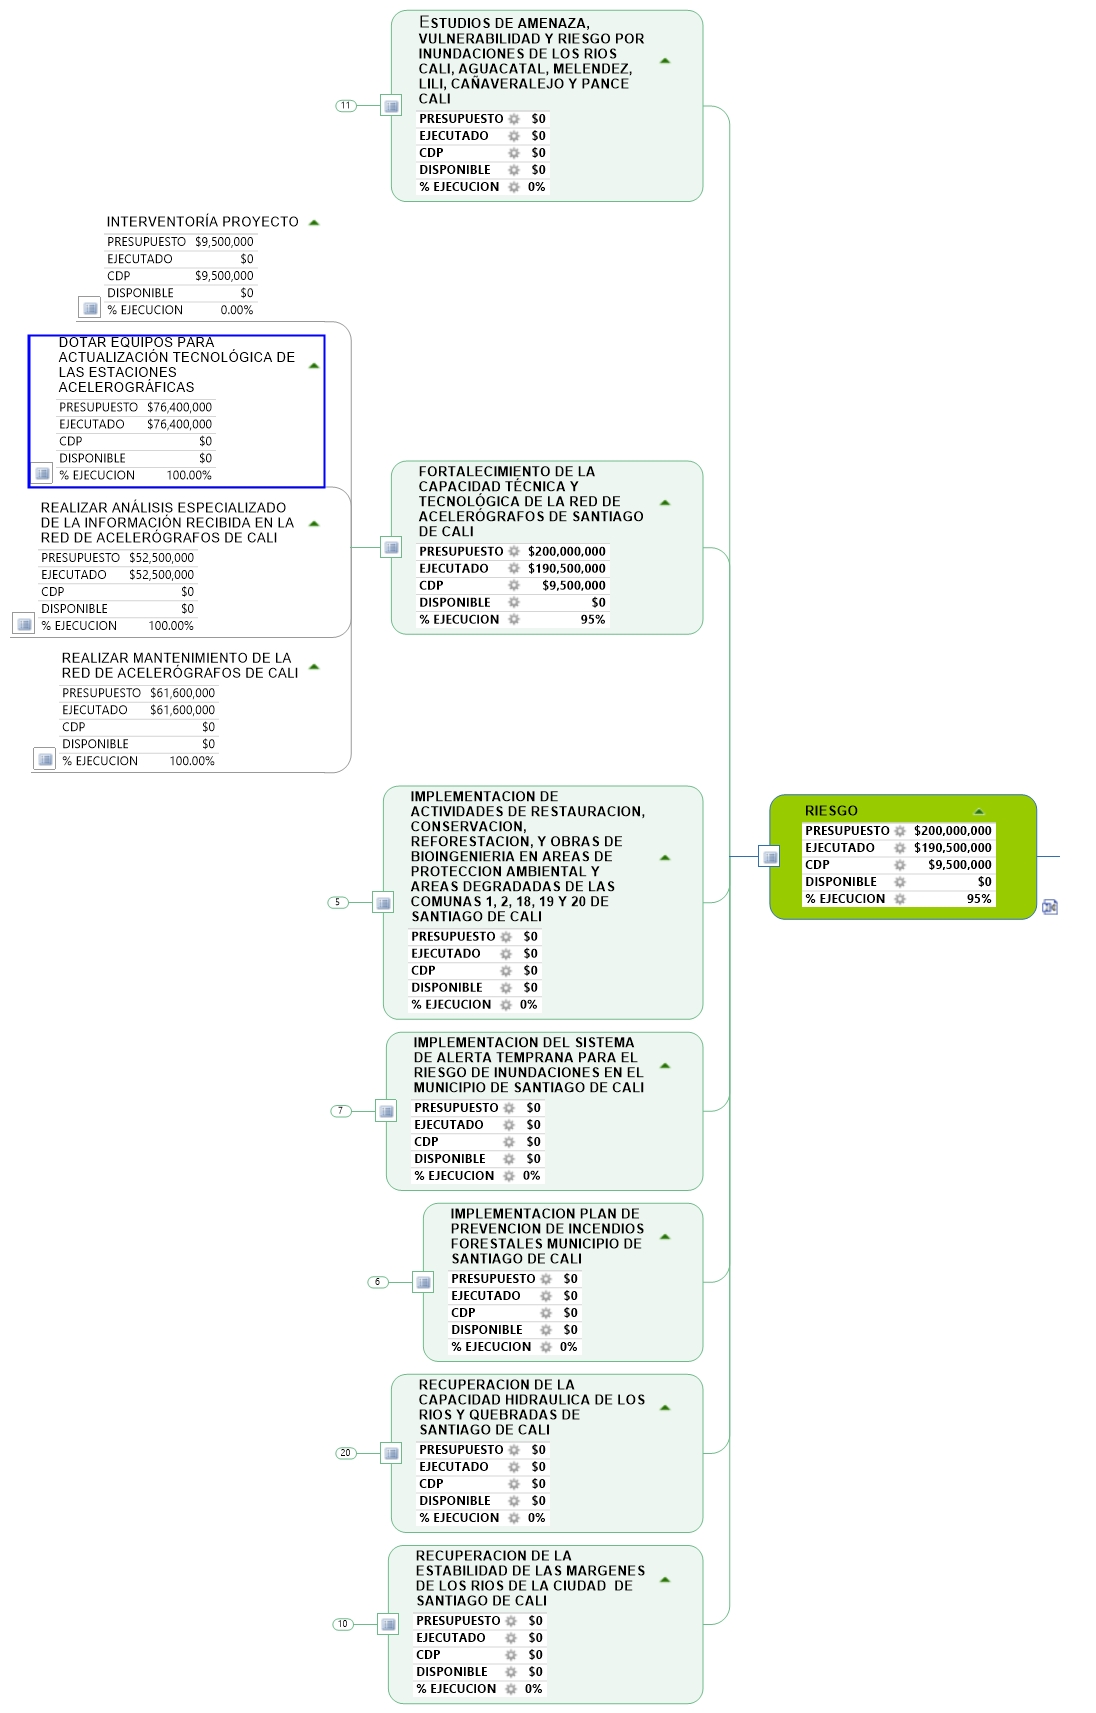 ESTUDIOS DE AMENAZA,
VULNERABILIDAD Y RIESGO POR
INUNDACIONES DE LOS RIOS
CALI, AGUACATAL, MELENDEZ,
LILI, CAÑAVERALEJO Y PANCE
CALI
PRESUPUESTO $0
EJECUTADO $0
CDP $0
DISPONIBLE $0
% EJECUCION 0%
11
INTERVENTORÍA PROYECTO
PRESUPUESTO $9,500,000
EJECUTADO $0
CDP $9,500,000
DISPONIBLE $0
% EJECUCION 0.00%
DOTAR EQUIPOS PARA
ACTUALIZACIÓN TECNOLÓGICA DE
LAS ESTACIONES
ACELEROGRÁFICAS
PRESUPUESTO $76,400,000
EJECUTADO $76,400,000
CDP $0
DISPONIBLE $0
% EJECUCION 100.00%
REALIZAR ANÁLISIS ESPECIALIZADO
DE LA INFORMACIÓN RECIBIDA EN LA
RED DE ACELERÓGRAFOS DE CALI
PRESUPUESTO $52,500,000
EJECUTADO $52,500,000
CDP $0
DISPONIBLE $0
% EJECUCION 100.00%
REALIZAR MANTENIMIENTO DE LA
RED DE ACELERÓGRAFOS DE CALI
PRESUPUESTO $61,600,000
EJECUTADO $61,600,000
CDP $0
DISPONIBLE $0
% EJECUCION 100.00%
FORTALECIMIENTO DE LA
CAPACIDAD TÉCNICA Y
TECNOLÓGICA DE LA RED DE
ACELERÓGRAFOS DE SANTIAGO
DE CALI
PRESUPUESTO $200,000,000
EJECUTADO $190,500,000
CDP $9,500,000
DISPONIBLE $0
% EJECUCION 95%
IMPLEMENTACION DE
ACTIVIDADES DE RESTAURACION,
CONSERVACION,
REFORESTACION, Y OBRAS DE
BIOINGENIERIA EN AREAS DE
PROTECCION AMBIENTAL Y
AREAS DEGRADADAS DE LAS
COMUNAS 1, 2, 18, 19 Y 20 DE
SANTIAGO DE CALI
PRESUPUESTO $0
EJECUTADO $0
CDP $0
DISPONIBLE $0
% EJECUCION 0%
5
RIESGO
PRESUPUESTO $200,000,000
EJECUTADO $190,500,000
CDP $9,500,000
DISPONIBLE $0
% EJECUCION 95%
IMPLEMENTACION DEL SISTEMA
DE ALERTA TEMPRANA PARA EL
RIESGO DE INUNDACIONES EN EL
MUNICIPIO DE SANTIAGO DE CALI
PRESUPUESTO $0
EJECUTADO $0
CDP $0
DISPONIBLE $0
% EJECUCION 0%
7
IMPLEMENTACION PLAN DE
PREVENCION DE INCENDIOS
FORESTALES MUNICIPIO DE
SANTIAGO DE CALI
PRESUPUESTO $0
EJECUTADO $0
CDP $0
DISPONIBLE $0
% EJECUCION 0%
6
RECUPERACION DE LA
CAPACIDAD HIDRAULICA DE LOS
RIOS Y QUEBRADAS DE
SANTIAGO DE CALI
PRESUPUESTO $0
EJECUTADO $0
CDP $0
DISPONIBLE $0
% EJECUCION 0%
20
RECUPERACION DE LA
ESTABILIDAD DE LAS MARGENES
DE LOS RIOS DE LA CIUDAD DE
SANTIAGO DE CALI
PRESUPUESTO $0
EJECUTADO $0
CDP $0
DISPONIBLE $0
% EJECUCION 0%
10